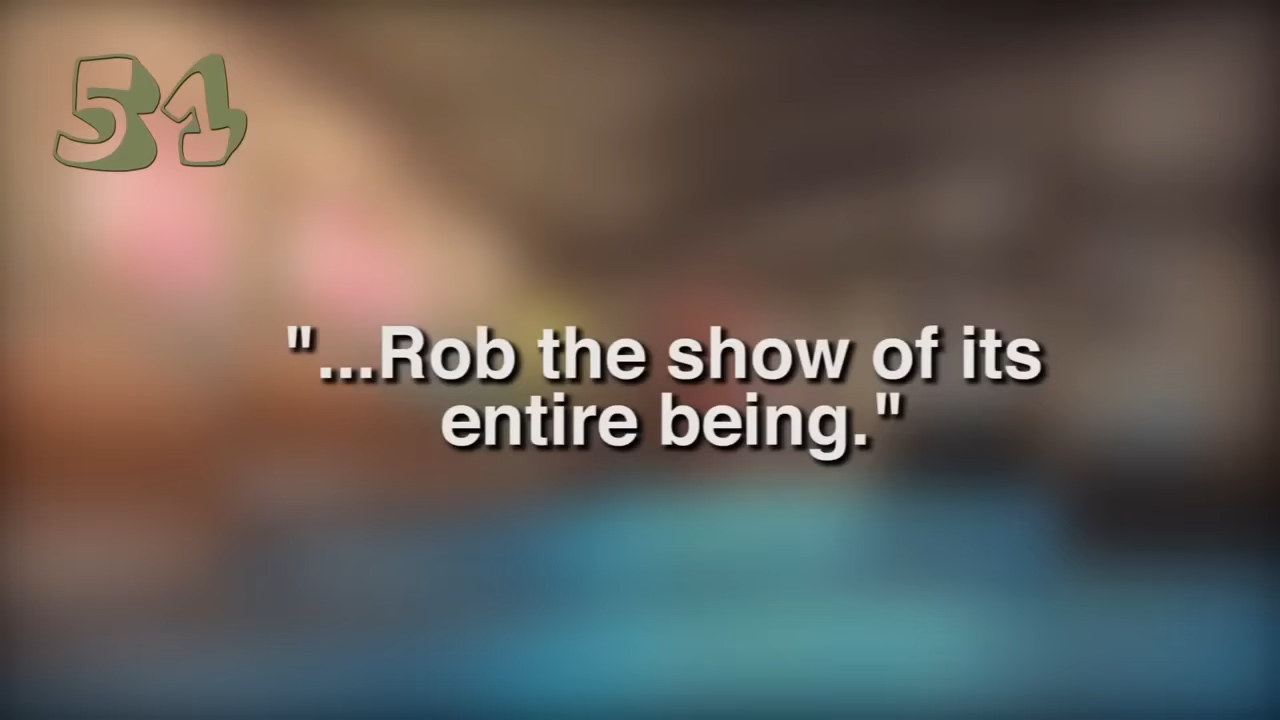 51
"...Rob the show of its
entire being."